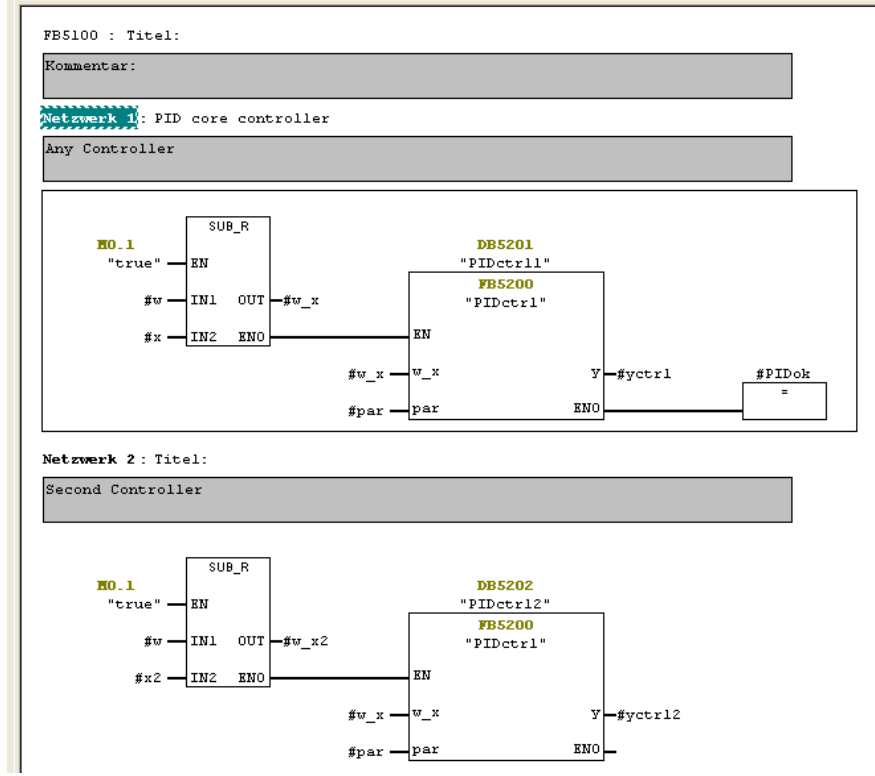 FB5100 : Titel:
Kommentar:
Netzwerk 1: PID core controller
Any Controller
SUB_R
M0.1
"true"
EN
#w
IN1
OUT
#w_x
#x
IN2
ENO
DB5201
"PIDctrl1"
FB5200
"PIDctrl"
EN
#w_x
w_x
y
#yctrl
#par
par
ENO
#PIDok
=
Netzwerk 2 : Titel:
Second Controller
SUB_R
M0.1
"true"
EN
#w
IN1
OUT
#w_x2
#x2
IN2
ENO
DB5202
"PIDctrl2"
FB5200
"PIDctrl"
EN
#w_x
w_x
y
#yctrl2
#par
par
ENO